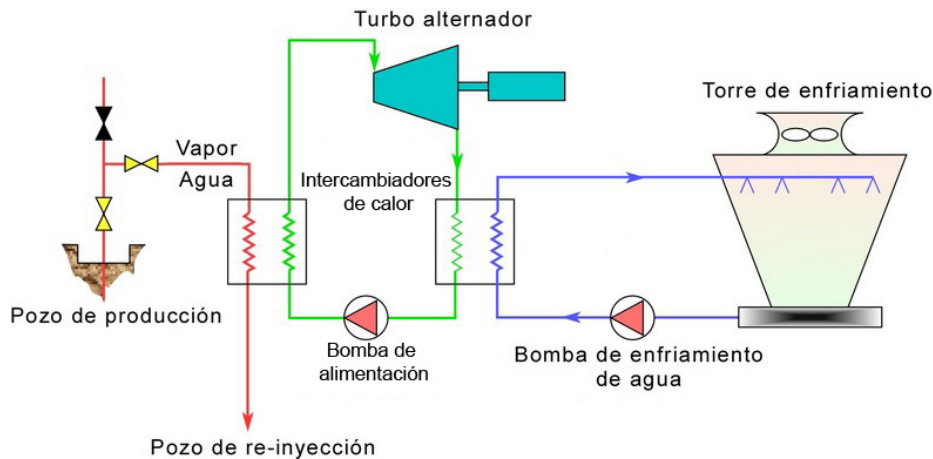 Turbo alternador
Torre de enfriamiento
Vapor
Agua
Intercambiadores
de calor
Pozo de producción
Bomba de
alimentación
Bomba de enfriamiento
de agua
Pozo de re-inyección